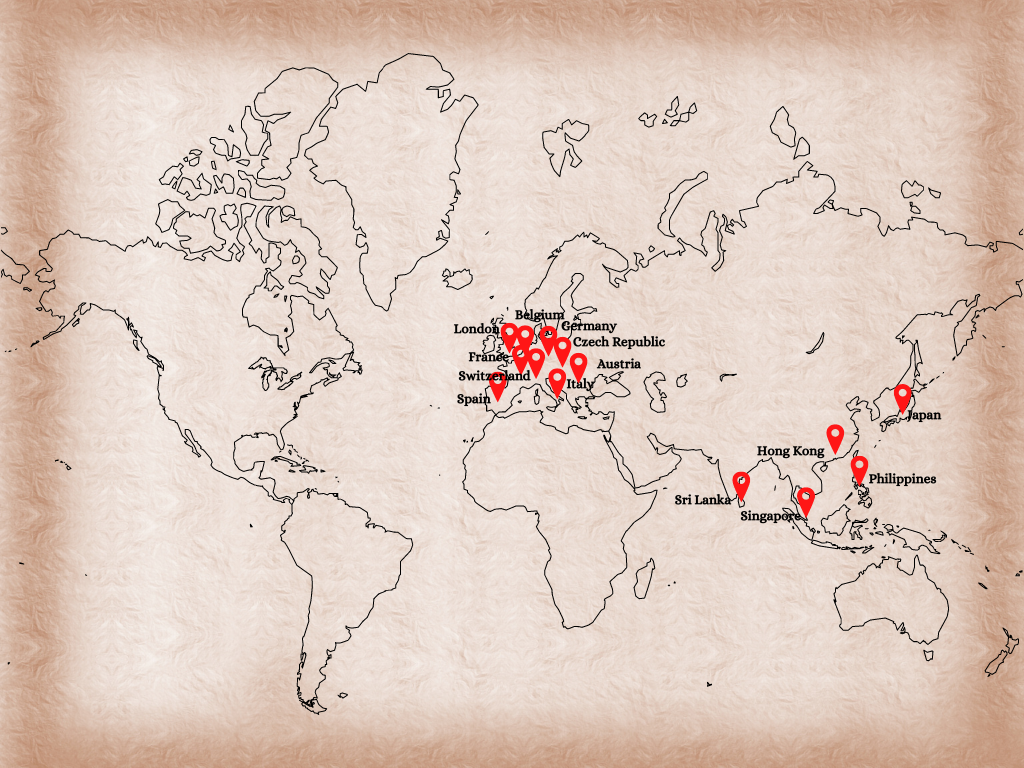 Belgium
London
Germany
Czech Republic
France
Austria
Switzerland
Italy
Spain
Japan
Hong Kong
Philippines
Sri Lanka
Singapore